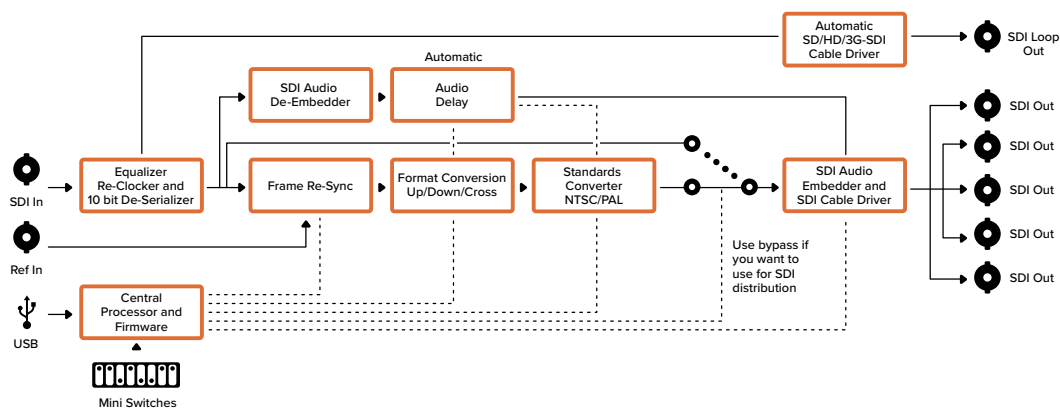 Automatic
SD/HD/3G-SDI
Cable Driver
SDI Loop
Out
Automatic
SDI Audio
De-Embedder
Audio
Delay
SDI Out
SDI Out
SDI In
Equalizer
Re-Clocker and
10 bit De-Serializer
Frame Re-Sync
Format Conversion
Up/Down/Cross
Standards
Converter
NTSC/PAL
SDI Audio
Embedder and
SDI Cable Driver
SDI Out
SDI Out
SDI Out
Ref In
Use bypass if
you want to
use for SDI
distribution
USB
Central
Processor and
Firmware
Mini Switches